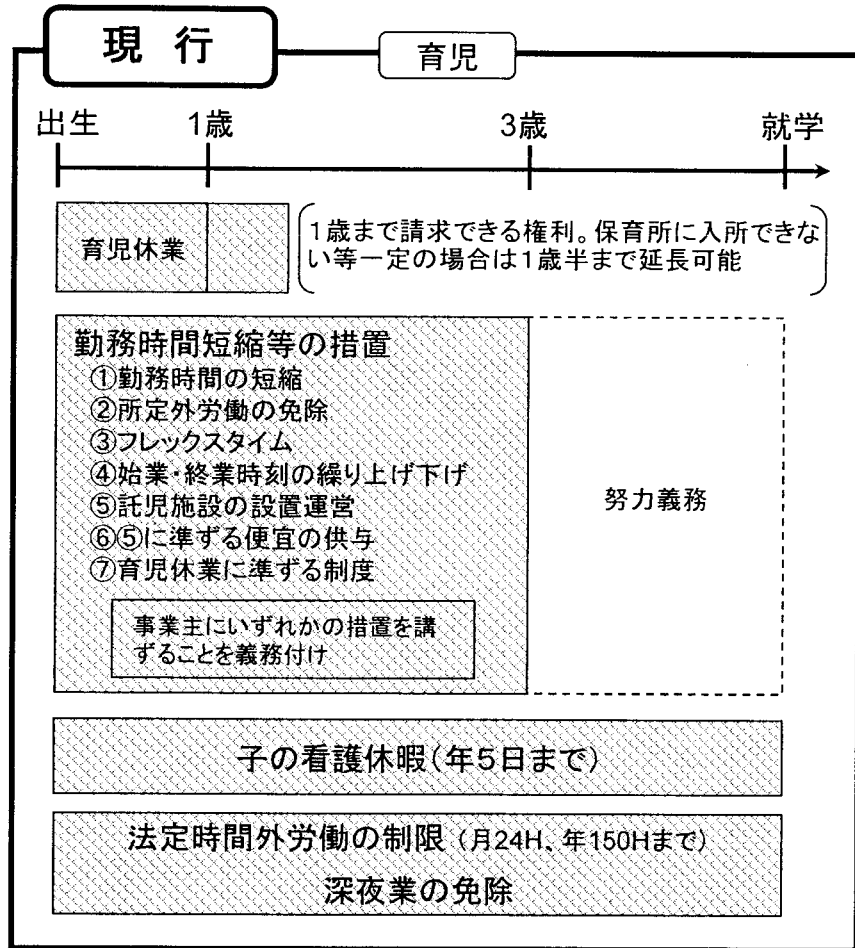 現 行
育児
出生 1歳 3歳 就学
育児休業
1歳まで請求できる権利。保育所に入所できな
い等一定の場合は1歳半まで延長可能
勤務時間短縮等の措置
①勤務時間の短縮
②所定外労働の免除
③フレックスタイム
④始業・終業時刻の繰り上げ下げ
⑤託児施設の設置運営
⑥⑤に準ずる便宜の供与
⑦育児休業に準ずる制度
事業主にいずれかの措置を講
ずることを義務付け
努力義務
子の看護休暇(年5日まで)
法定時間外労働の制限(月24H、年150Hまで)
深夜業の免除